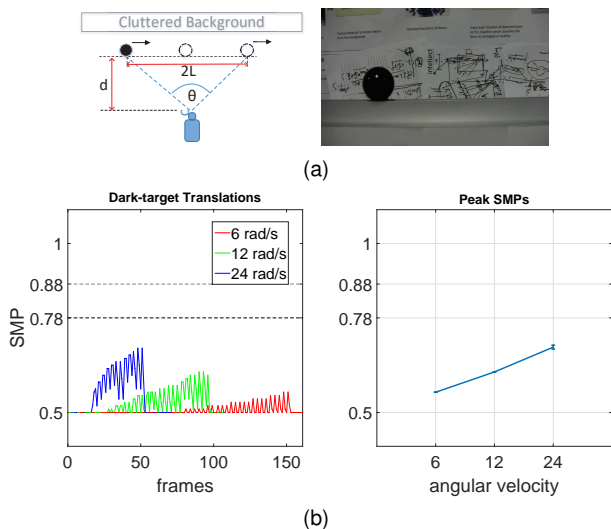 Cluttered Background
2L
d
θ
(a)
Dark-target Translations
6 rad/s
12 rad/s
24 rad/s
1
0.88
0.78
0.5
SMP
0
50
100
150
frames
Peak SMPs
1
0.88
0.78
0.5
6
12
24
angular velocity
(b)